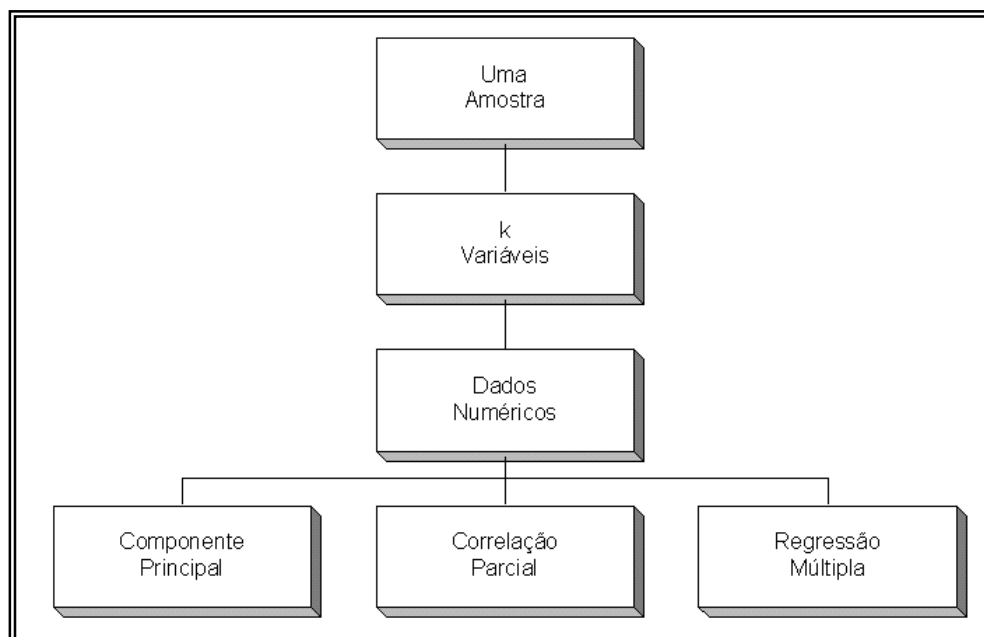 Uma
Amostra
k
Variáveis
Dados
Numéricos
Componente
Principal
Correlação
Parcial
Regressão
Múltipla